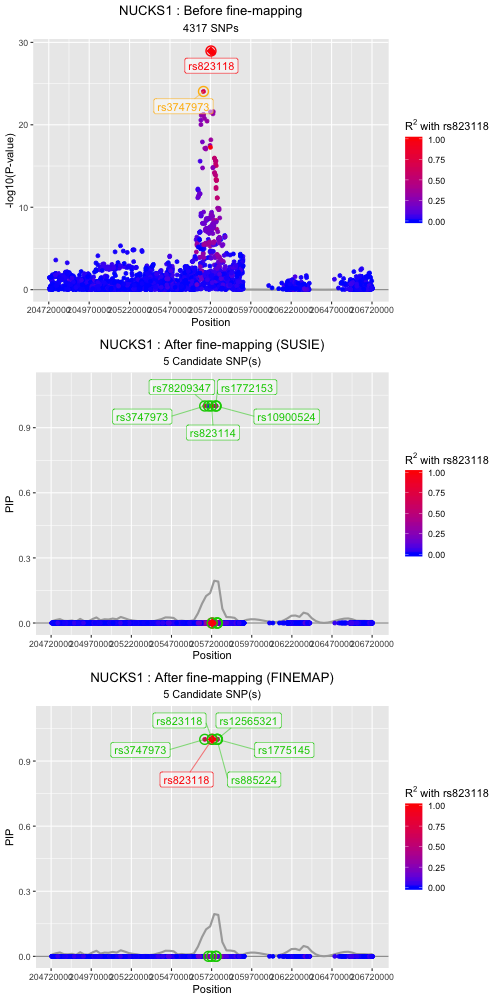 NUCKS1 : Before fine-mapping
4317 SNPs
30
20
10
0
-log10(P-value)
rs823118
rs3747973
204720000 204970000 205220000 205470000 205720000 205970000 206220000 206470000 206720000
Position
R2 with rs823118
1.00
0.75
0.50
0.25
0.00
NUCKS1 : After fine-mapping (SUSIE)
5 Candidate SNP(s)
0.9
0.6
0.3
0.0
PIP
rs78209347 rs1772153
rs3747973 rs10900524
rs823114
204720000 204970000 205220000 205470000 205720000 205970000 206220000 206470000 206720000
Position
R2 with rs823118
1.00
0.75
0.50
0.25
0.00
NUCKS1 : After fine-mapping (FINEMAP)
5 Candidate SNP(s)
0.9
0.6
0.3
0.0
PIP
rs823118 rs12565321
rs3747973 rs1775145
rs823118 rs885224
204720000 204970000 205220000 205470000 205720000 205970000 206220000 206470000 206720000
Position
R2 with rs823118
1.00
0.75
0.50
0.25
0.00